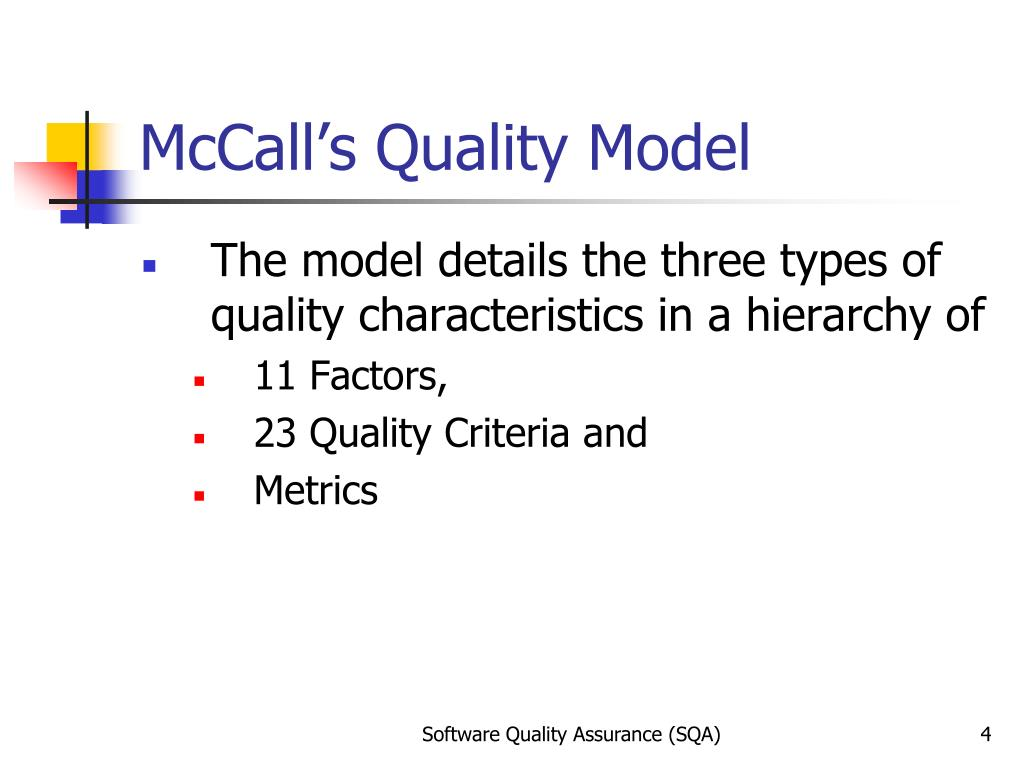 McCall’s Quality Model
The model details the three types of
quality characteristics in a hierarchy of
11 Factors,
23 Quality Criteria and
Metrics
Software Quality Assurance (SQA)
4